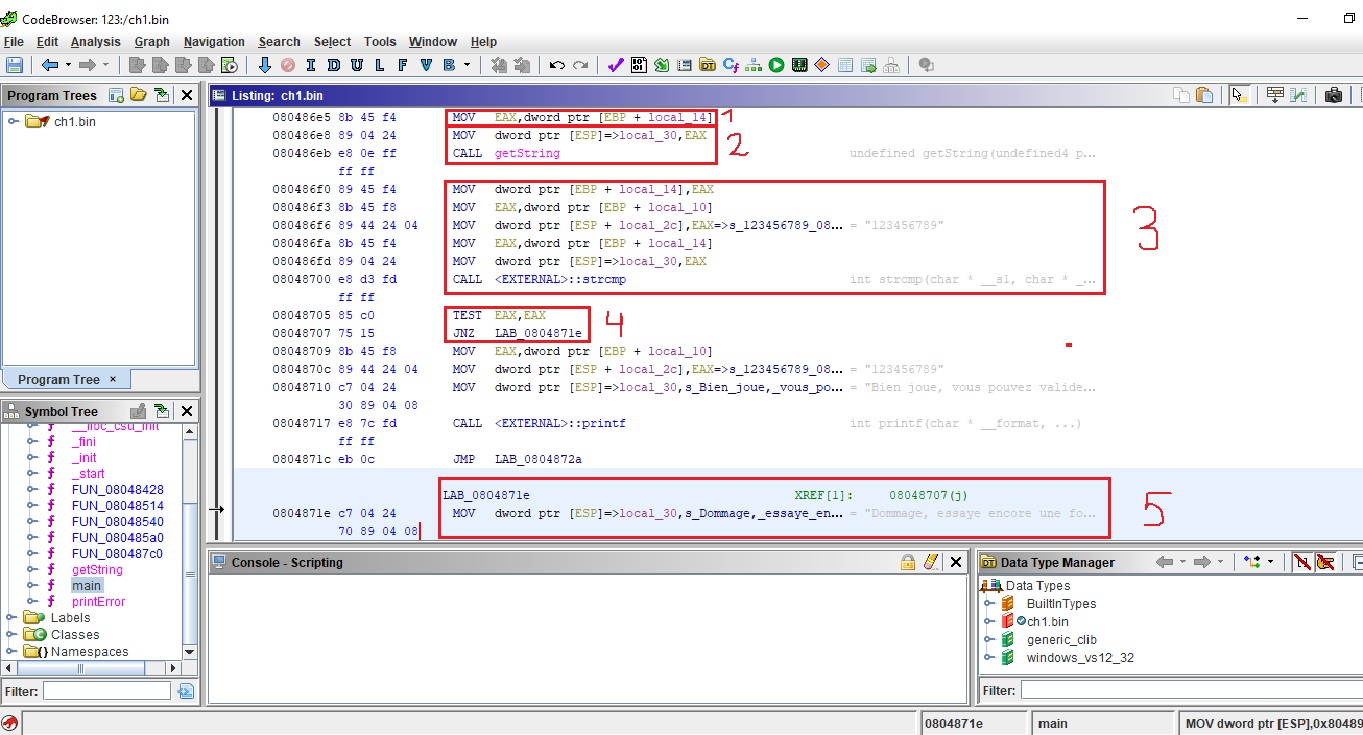 CodeBrowser: 123:/ch1.bin
File Edit Analysis Graph Navigation Search Select Tools Window Help
I D U L F V B
Program Trees
ch1.bin
Program Tree ×
Symbol Tree
__libc_csu_init
_fini
_init
_start
FUN_08048428
FUN_08048514
FUN_08048540
FUN_080485a0
FUN_080487c0
getString
main
printError
Labels
Classes
Namespaces
Filter:
Listing: ch1.bin
080486e5 8b 45 f4 MOV EAX,dword ptr [EBP + local_14] 1
080486e8 89 04 24 MOV dword ptr [ESP]=>local_30,EAX 2
080486eb e8 0e ff CALL getString undefined getString(undefined4 p...
ff ff
080486f0 89 45 f4 MOV dword ptr [EBP + local_14],EAX
080486f3 8b 45 f8 MOV EAX,dword ptr [EBP + local_10]
080486f6 89 44 24 04 MOV dword ptr [ESP + local_2c],EAX=>s_123456789_08... = "123456789" 3
080486fa 8b 45 f4 MOV EAX,dword ptr [EBP + local_14]
080486fd 89 04 24 MOV dword ptr [ESP]=>local_30,EAX
08048700 e8 d3 fd CALL <EXTERNAL>::strcmp int strcmp(char * __s1, char * _...
ff ff
08048705 85 c0 TEST EAX,EAX 4
08048707 75 15 JNZ LAB_0804871e
08048709 8b 45 f8 MOV EAX,dword ptr [EBP + local_10]
0804870c 89 44 24 04 MOV dword ptr [ESP + local_2c],EAX=>s_123456789_08... = "123456789"
08048710 c7 04 24 MOV dword ptr [ESP]=>local_30,s_Bien_joue,_vous_po... = "Bien joue, vous pouvez valide...
30 89 04 08
08048717 e8 7c fd CALL <EXTERNAL>::printf int printf(char * __format, ...)
ff ff
0804871c eb 0c JMP LAB_0804872a
LAB_0804871e XREF[1]: 08048707(j) 5
0804871e c7 04 24 MOV dword ptr [ESP]=>local_30,s_Dommage,_essaye_en... = "Dommage, essaye encore une fo...
70 89 04 08
Console - Scripting
Data Type Manager
Data Types
BuiltInTypes
ch1.bin
generic_clib
windows_vs12_32
Filter:
0804871e main MOV dword ptr [ESP],0x80489